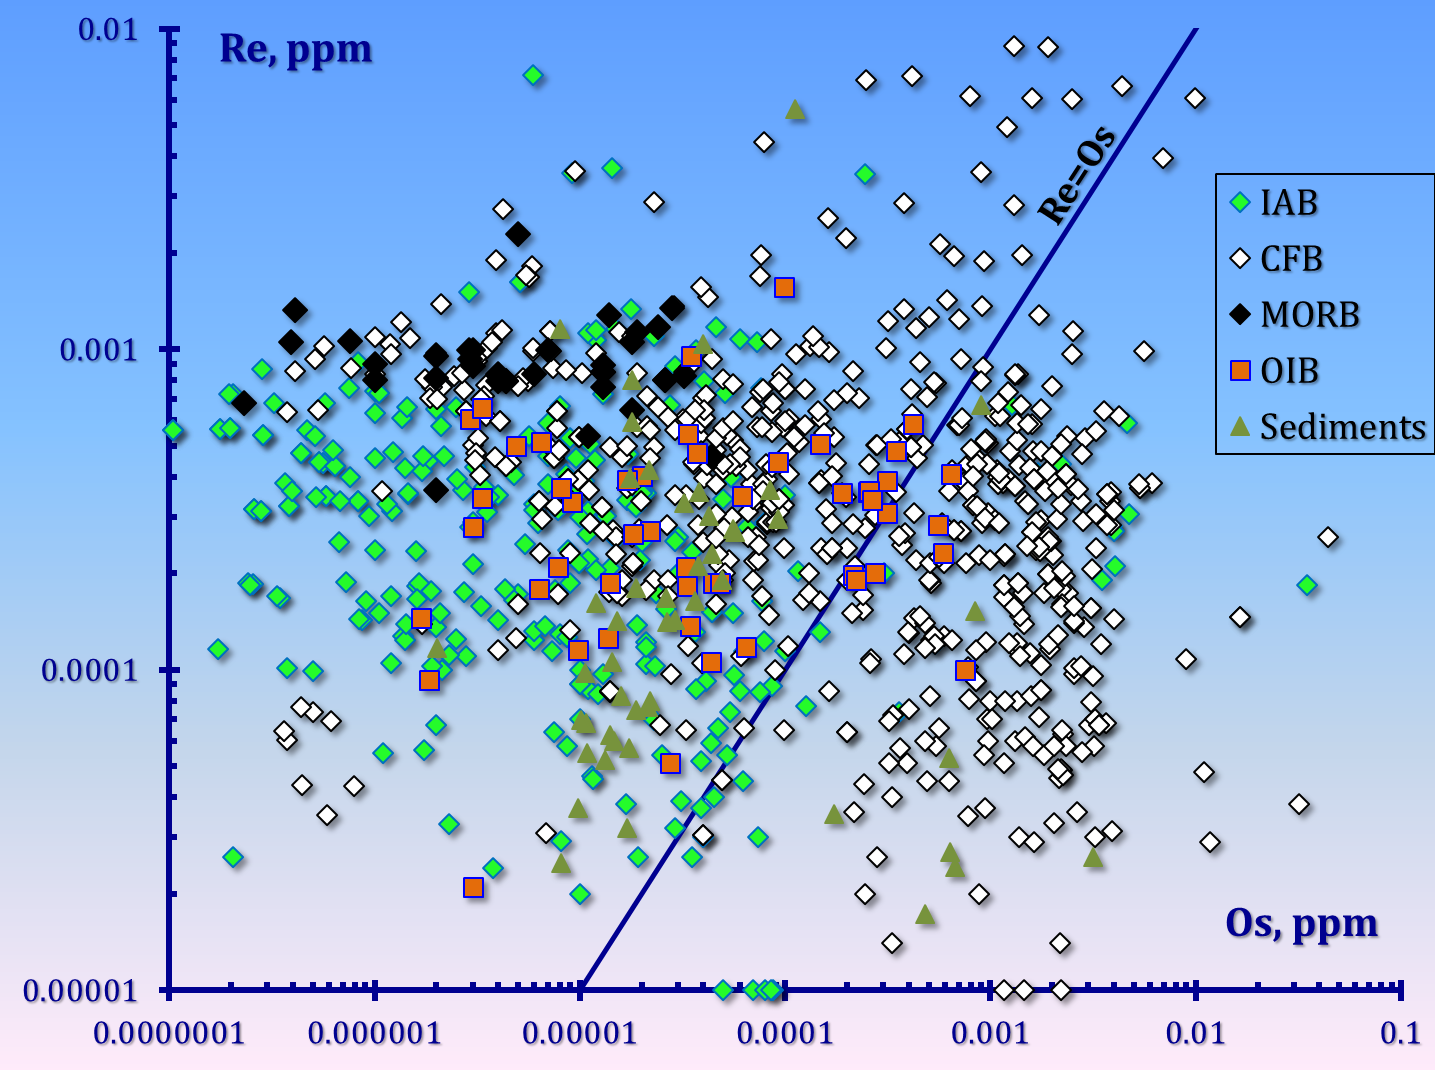 0.01
Re, ppm
Re=Os
IAB
CFB
MORB
OIB
Sediments
0.001
0.0001
0.00001
Os, ppm
0.0000001 0.000001 0.00001 0.0001 0.001 0.01 0.1